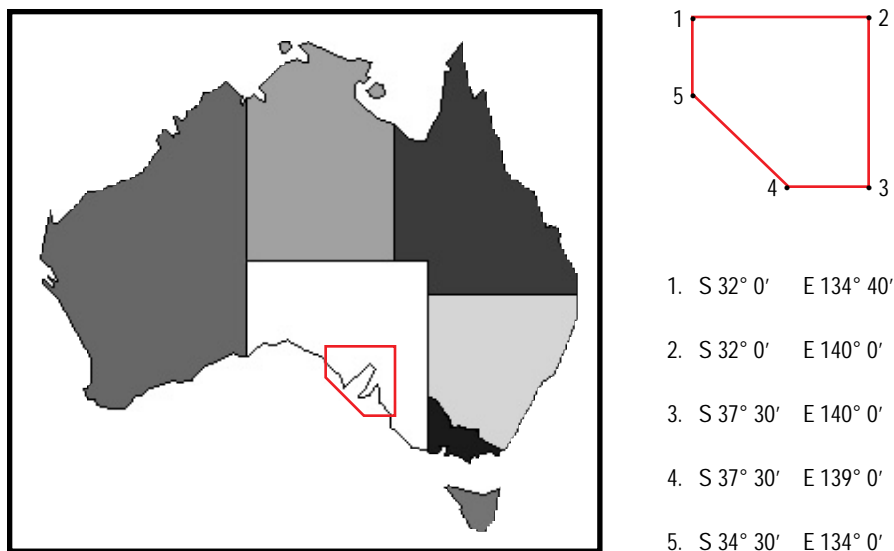 1
2
5
4
3
1. S 32° 0′ E 134° 40′
2. S 32° 0′ E 140° 0′
3. S 37° 30′ E 140° 0′
4. S 37° 30′ E 139° 0′
5. S 34° 30′ E 134° 0′